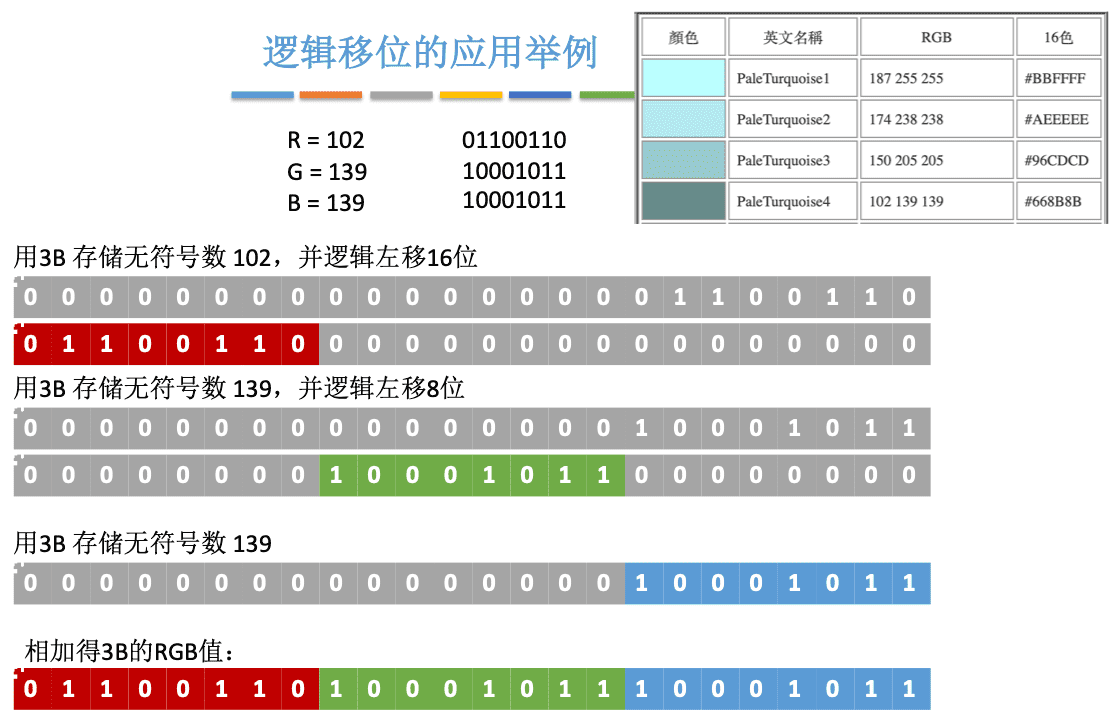 逻辑移位的应用举例
顏色 英文名稱 RGB 16色
PaleTurquoise1 187 255 255 #BBFFFF
PaleTurquoise2 174 238 238 #AEEEEE
PaleTurquoise3 150 205 205 #96CDCD
PaleTurquoise4 102 139 139 #668B8B
R = 102 01100110
G = 139 10001011
B = 139 10001011
用3B 存储无符号数 102，并逻辑左移16位
0 0 0 0 0 0 0 0 0 0 0 0 0 0 0 0 0 1 1 0 0 1 1 0
0 1 1 0 0 1 1 0 0 0 0 0 0 0 0 0 0 0 0 0 0 0 0 0
用3B 存储无符号数 139，并逻辑左移8位
0 0 0 0 0 0 0 0 0 0 0 0 0 0 0 0 1 0 0 0 1 0 1 1
0 0 0 0 0 0 0 0 1 0 0 0 1 0 1 1 0 0 0 0 0 0 0 0
用3B 存储无符号数 139
0 0 0 0 0 0 0 0 0 0 0 0 0 0 0 0 1 0 0 0 1 0 1 1
相加得3B的RGB值：
0 1 1 0 0 1 1 0 1 0 0 0 1 0 1 1 1 0 0 0 1 0 1 1